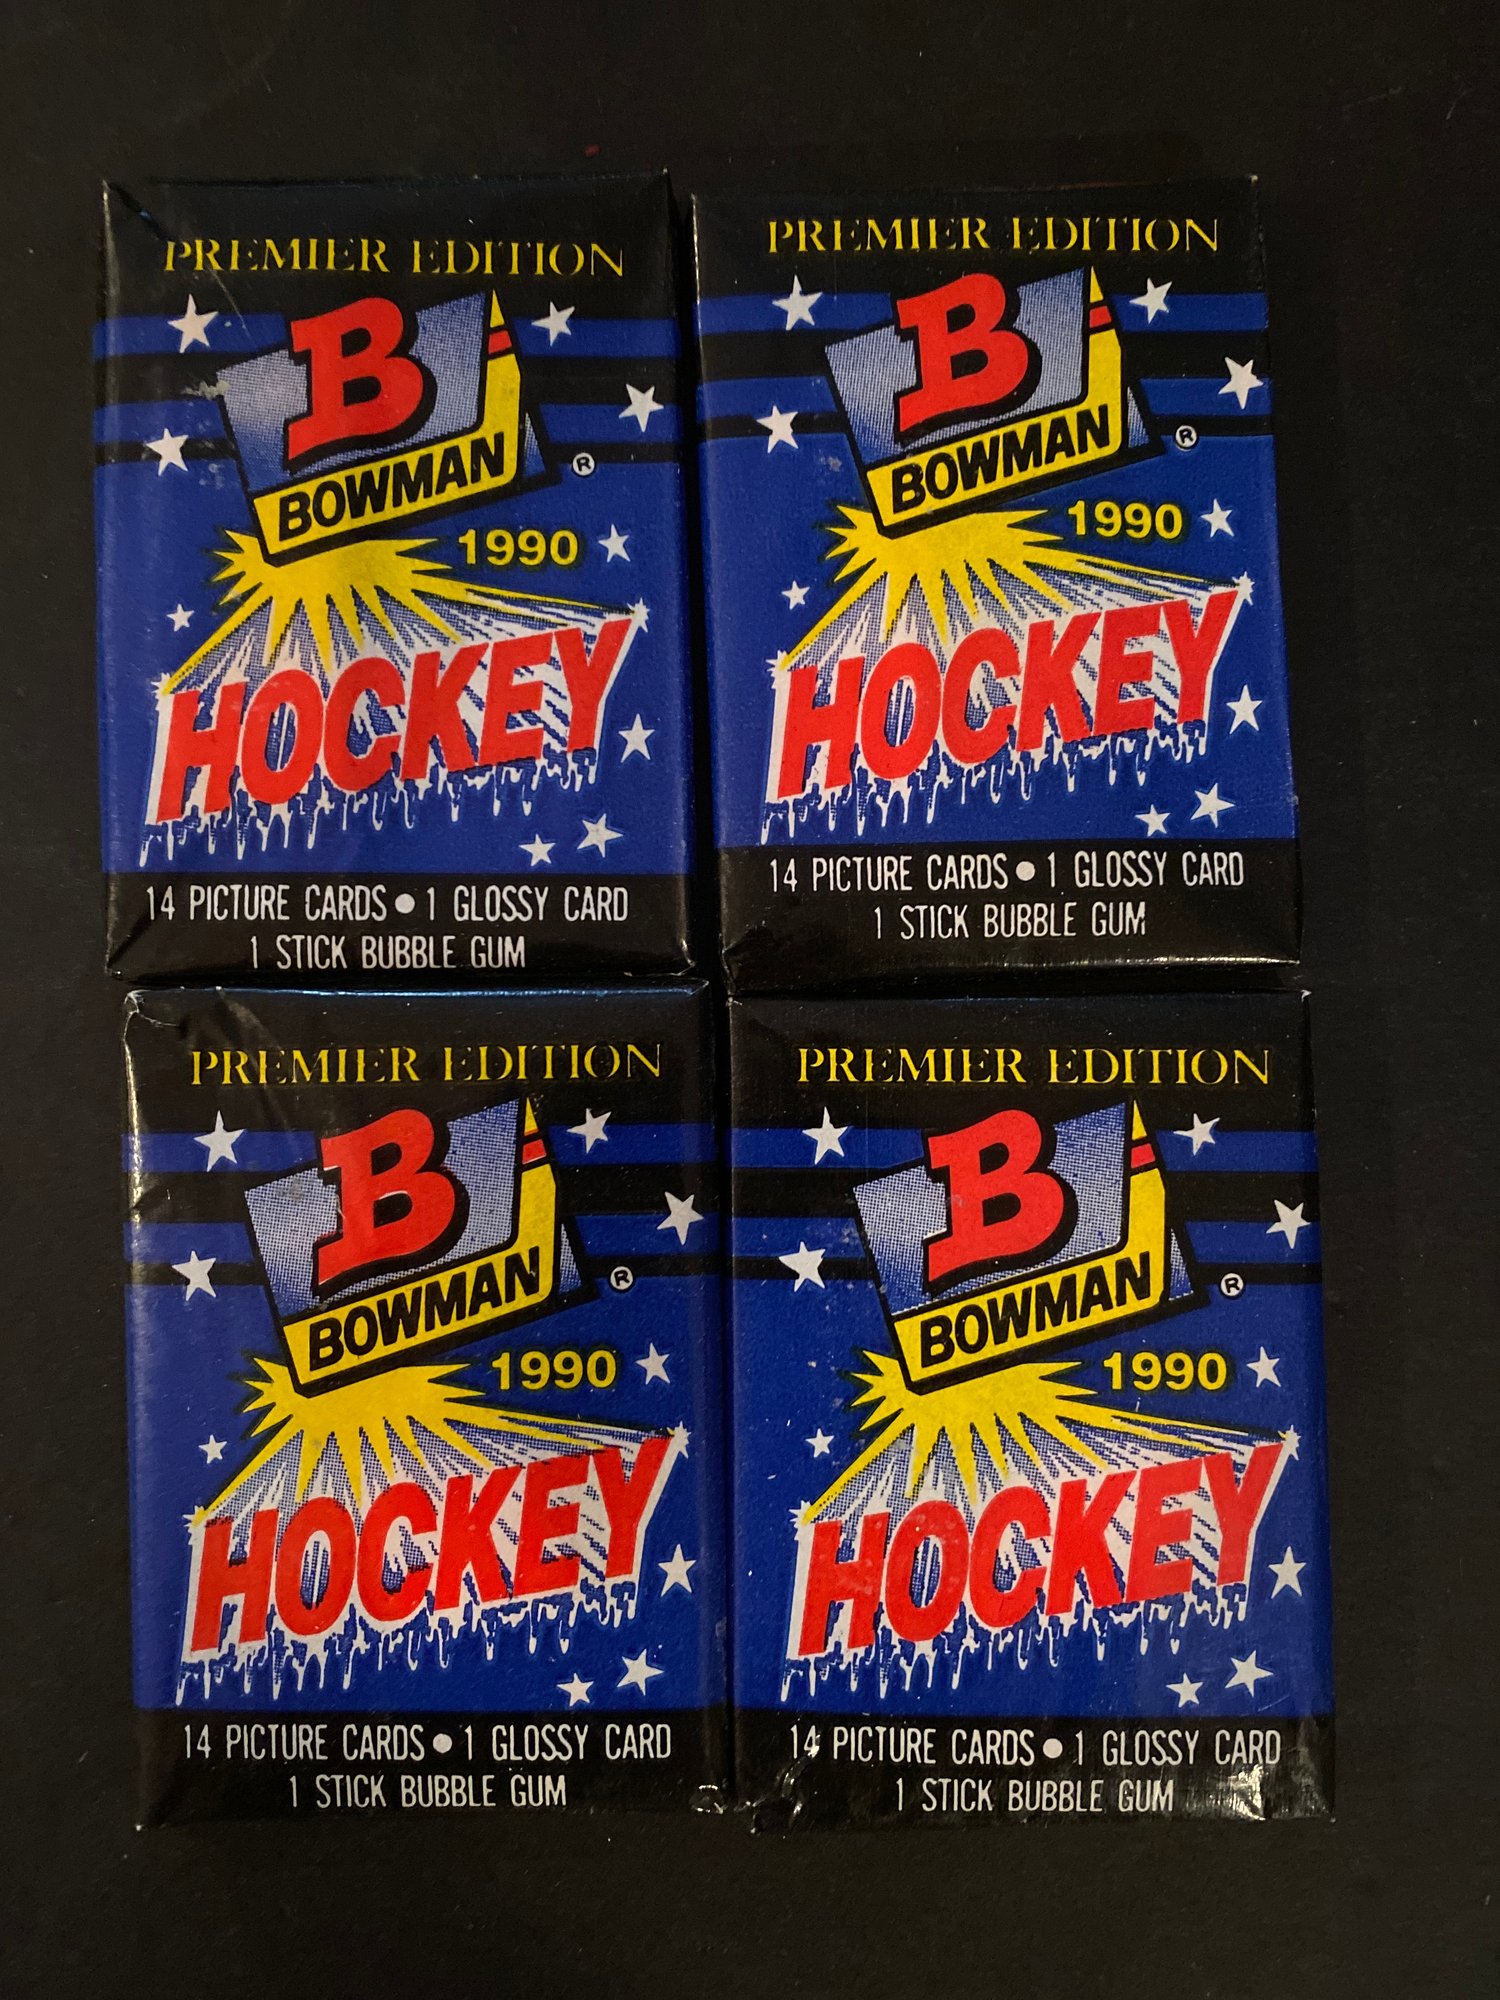 PREMIER EDITION
B
BOWMAN ®
1990
HOCKEY
14 PICTURE CARDS • 1 GLOSSY CARD
1 STICK BUBBLE GUM
PREMIER EDITION
B
BOWMAN ®
1990
HOCKEY
14 PICTURE CARDS • 1 GLOSSY CARD
1 STICK BUBBLE GUM
PREMIER EDITION
B
BOWMAN ®
1990
HOCKEY
14 PICTURE CARDS • 1 GLOSSY CARD
1 STICK BUBBLE GUM
PREMIER EDITION
B
BOWMAN ®
1990
HOCKEY
14 PICTURE CARDS • 1 GLOSSY CARD
1 STICK BUBBLE GUM